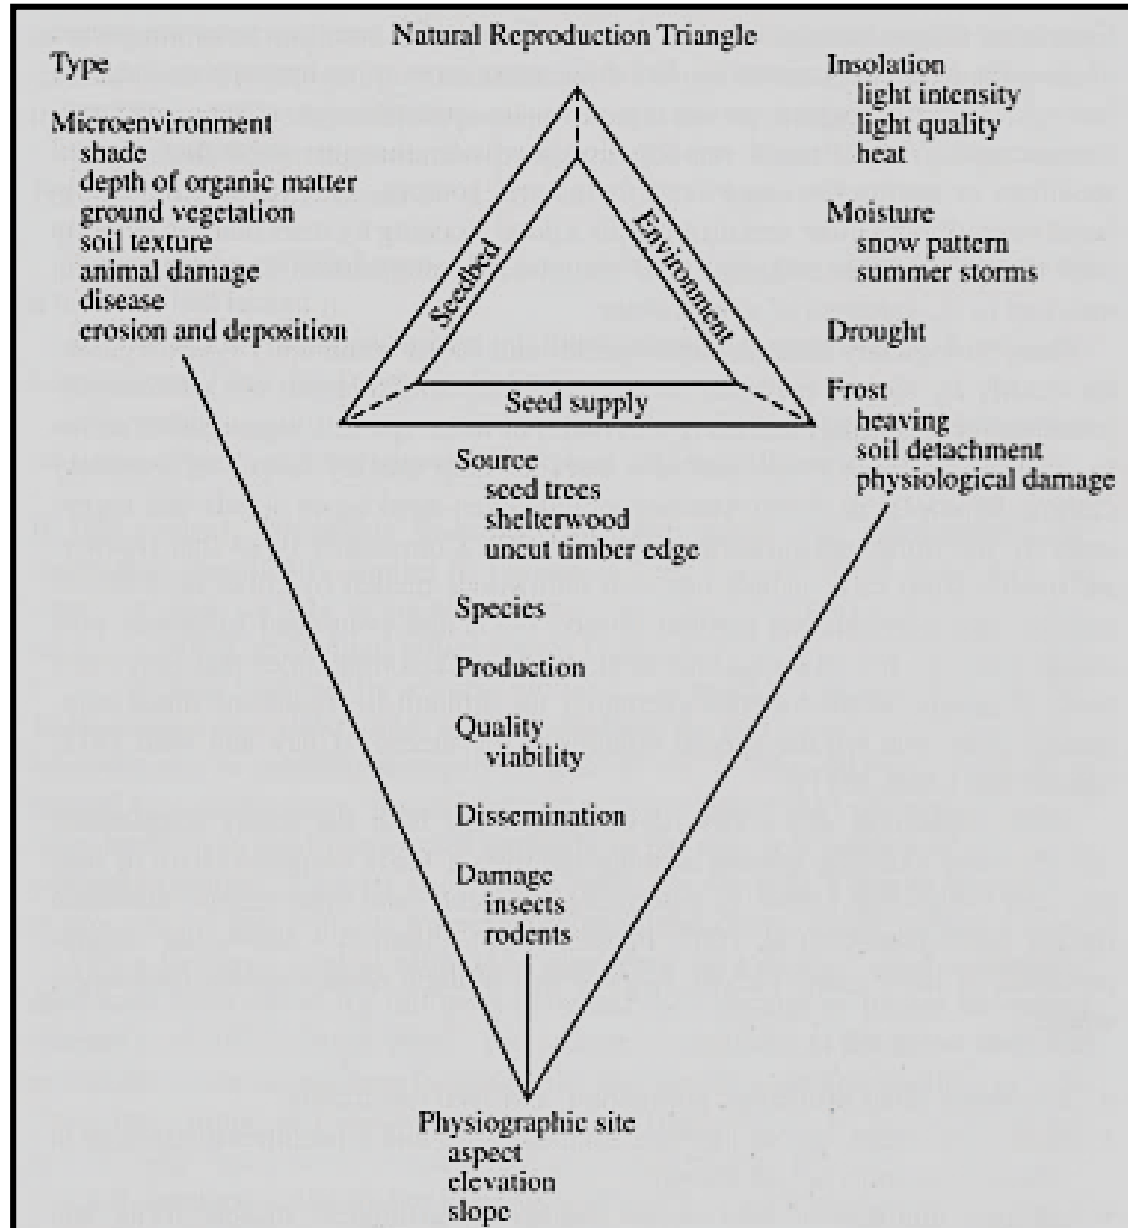 Natural Reproduction Triangle
Type
Microenvironment
shade
depth of organic matter
ground vegetation
soil texture
animal damage
disease
erosion and deposition
Seedbed
Environment
Seed supply
Insolation
light intensity
light quality
heat
Moisture
snow pattern
summer storms
Drought
Frost
heaving
soil detachment
physiological damage
Source
seed trees
shelterwood
uncut timber edge
Species
Production
Quality
viability
Dissemination
Damage
insects
rodents
Physiographic site
aspect
elevation
slope